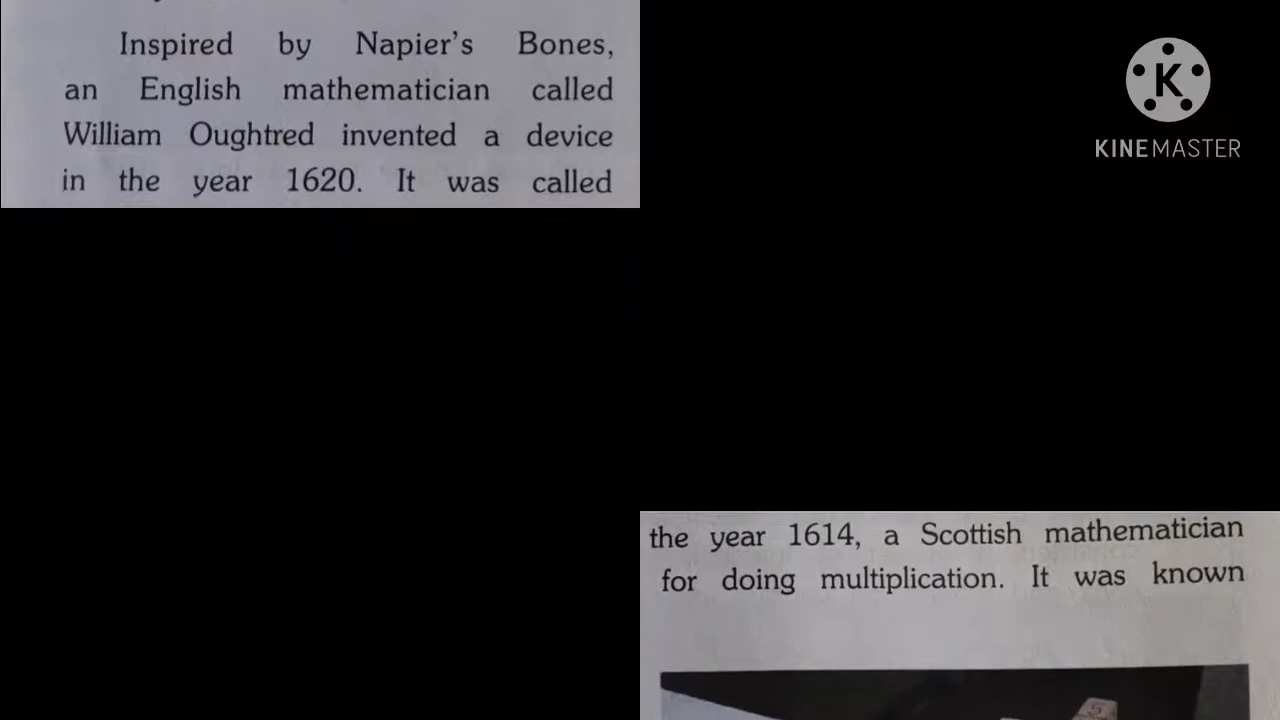 Inspired by Napier's Bones,
an English mathematician called
William Oughtred invented a device
in the year 1620. It was called
K
KINEMASTER
the year 1614, a Scottish mathematician
for doing multiplication. It was known
5